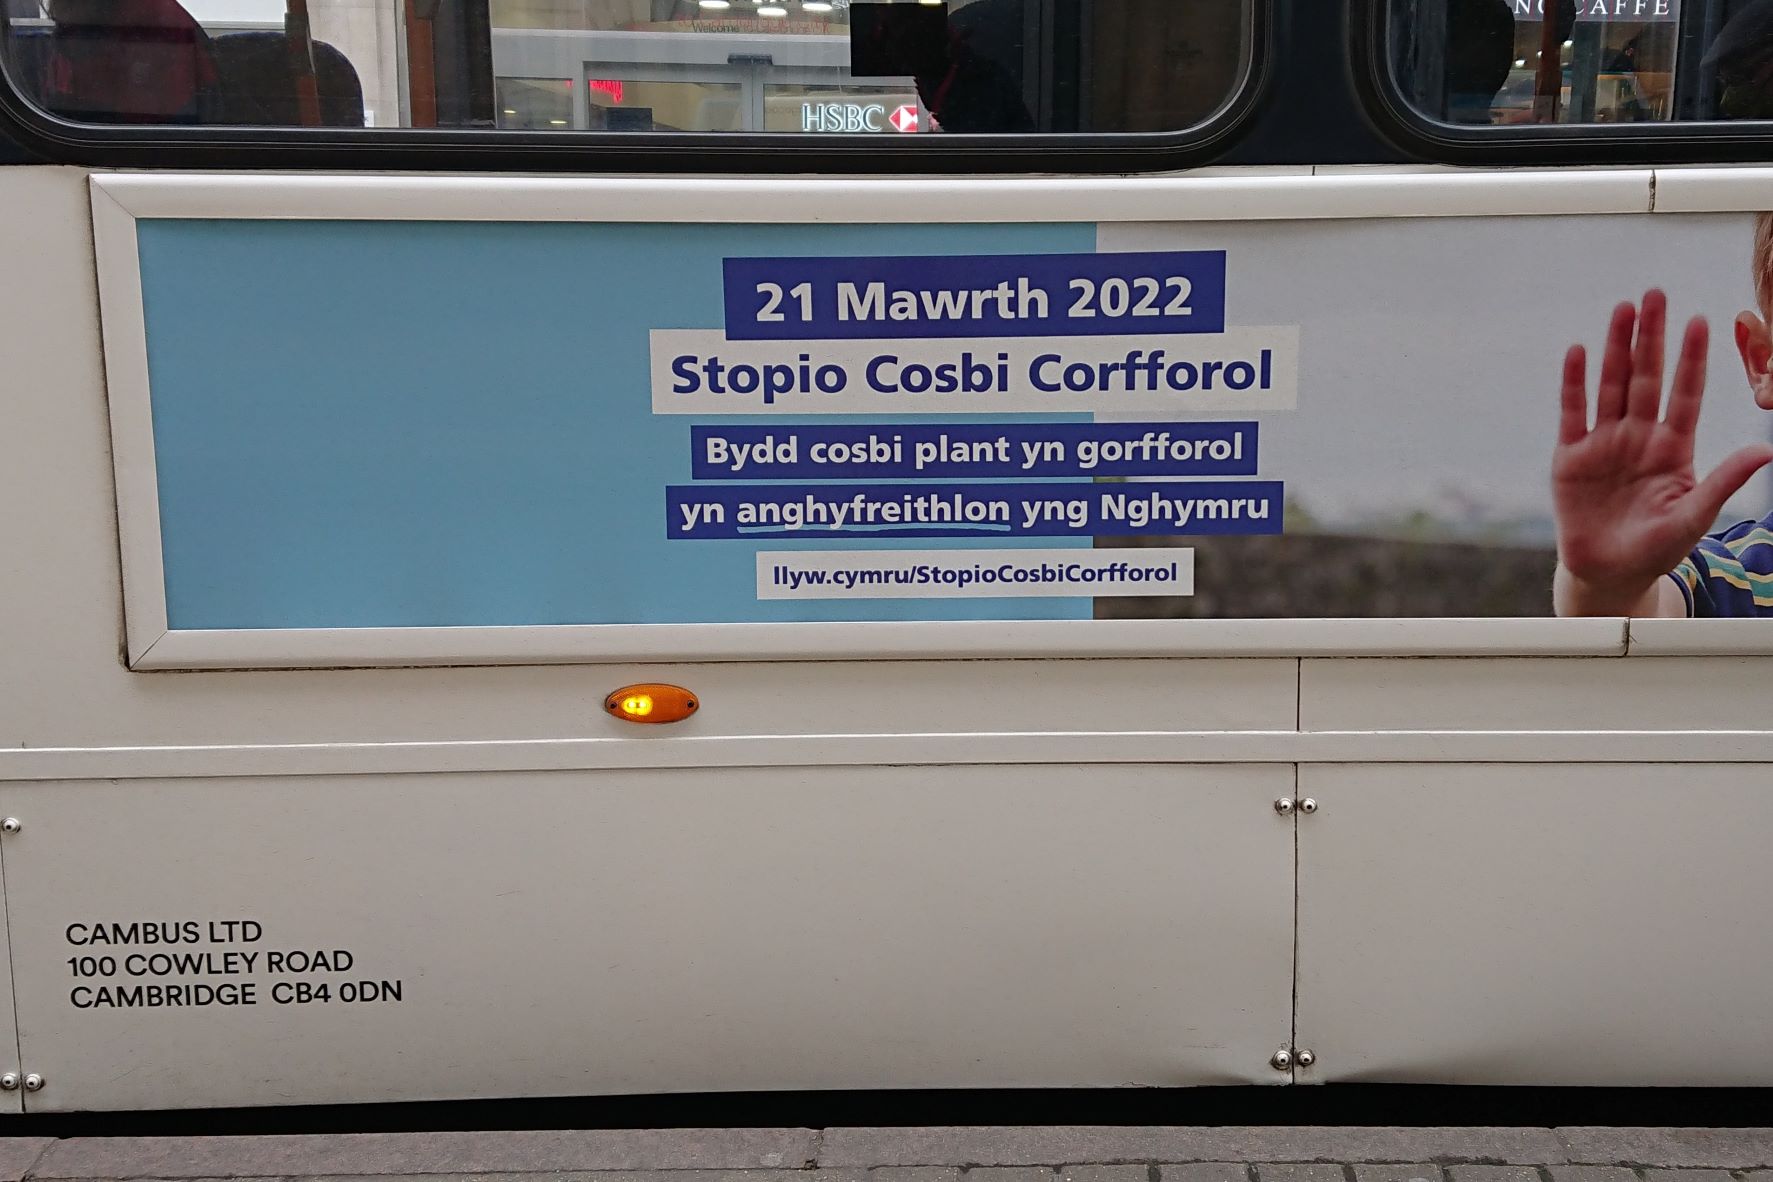 HSBC
CAFFE
21 Mawrth 2022
Stopio Cosbi Corfforol
Bydd cosbi plant yn gorfforol
yn anghyfreithlon yng Nghymru
llyw.cymru/StopioCosbiCorfforol
CAMBUS LTD
100 COWLEY ROAD
CAMBRIDGE CB4 0DN